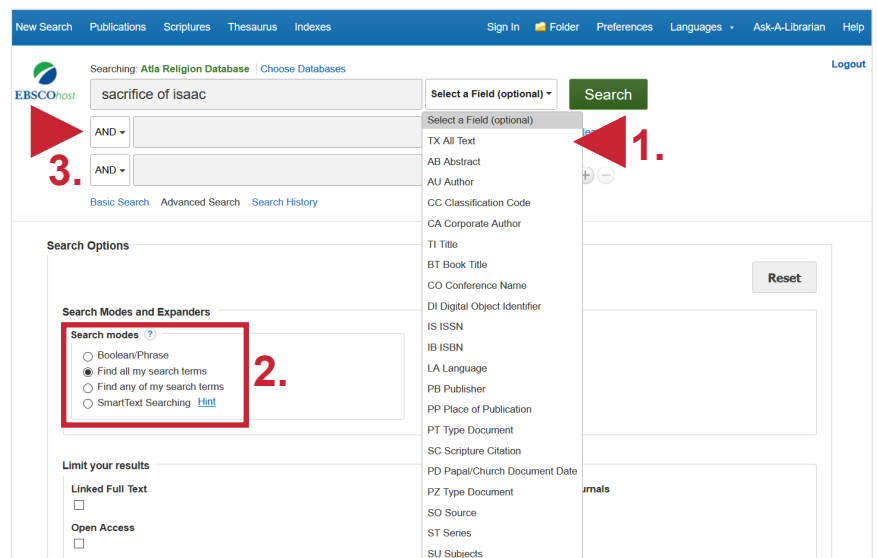 New Search Publications Scriptures Thesaurus Indexes Sign In Folder Preferences Languages Ask-A-Librarian Help
Logout
EBSCOhost
Searching: Atla Religion Database Choose Databases
sacrifice of isaac
Select a Field (optional)
Search
AND
AND
3.
1.
Basic Search Advanced Search Search History
Select a Field (optional)
TX All Text
AB Abstract
AU Author
CC Classification Code
CA Corporate Author
TI Title
BT Book Title
CO Conference Name
DI Digital Object Identifier
IS ISSN
IB ISBN
LA Language
PB Publisher
PP Place of Publication
PT Type Document
SC Scripture Citation
PD Papal/Church Document Date
PZ Type Document
SO Source
ST Series
SU Subjects
Search Options
Reset
Search Modes and Expanders
Search modes ?
Boolean/Phrase
Find all my search terms
Find any of my search terms
SmartText Searching Hint
2.
Limit your results
Linked Full Text
Open Access